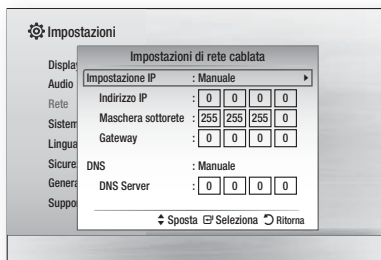 Impostazioni
Impostazioni di rete cablata
Display
Audio
Rete
Impostazione IP : Manuale
Indirizzo IP : 0 0 0 0
Maschera sottorete : 255 255 255 0
Gateway : 0 0 0 0
DNS : Manuale
DNS Server : 0 0 0 0
Sistem
Lingua
Sicure
Genera
Suppo
Sposta Seleziona Ritorna